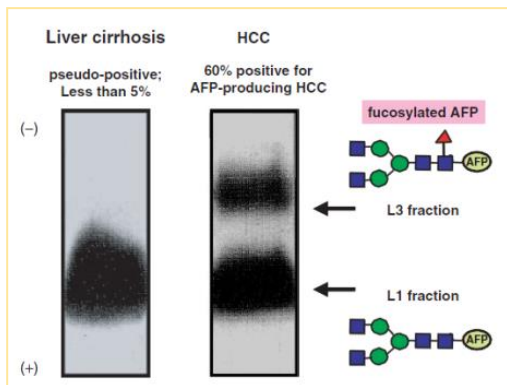 Liver cirrhosis
pseudo-positive;
Less than 5%
HCC
60% positive for
AFP-producing HCC
(−)
fucosylated AFP
AFP
L3 fraction
L1 fraction
AFP
(+)